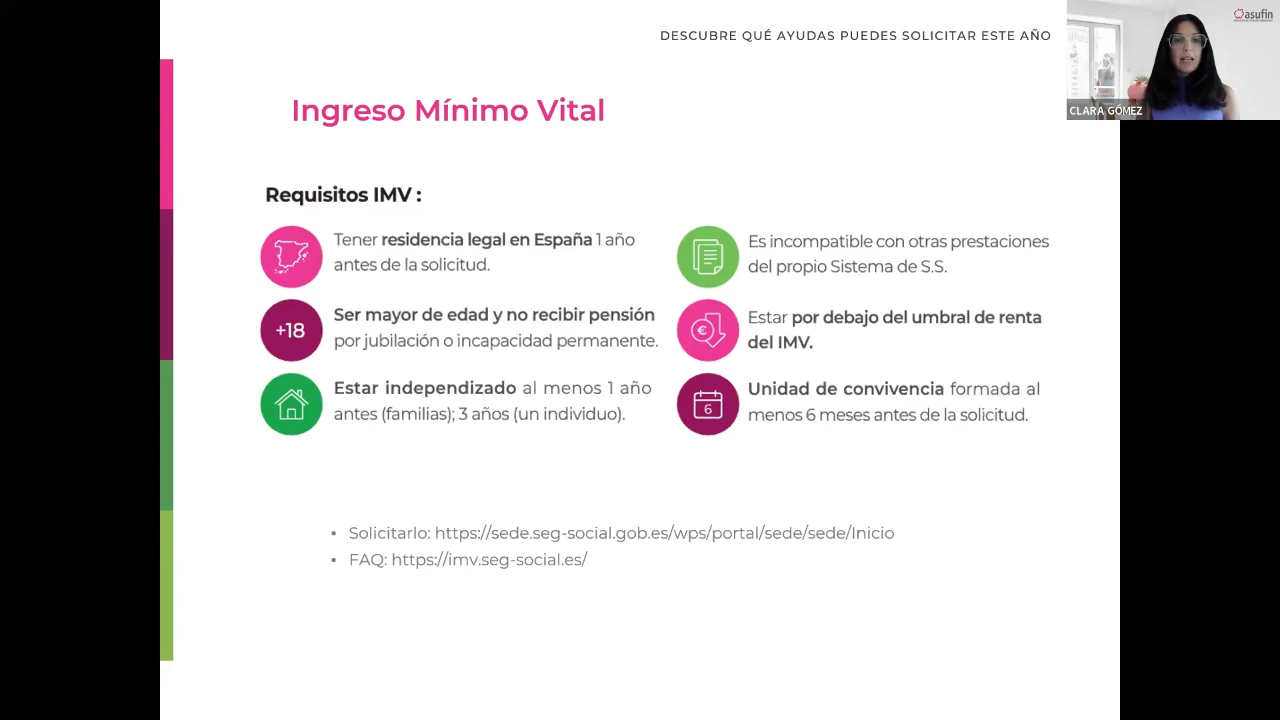 DESCUBRE QUÉ AYUDAS PUEDES SOLICITAR ESTE AÑO
asufin
CLARA GÓMEZ
Ingreso Mínimo Vital
Requisitos IMV :
Tener residencia legal en España 1 año
antes de la solicitud.
+18
Ser mayor de edad y no recibir pensión
por jubilación o incapacidad permanente.
Estar independizado al menos 1 año
antes (familias); 3 años (un individuo).
Es incompatible con otras prestaciones
del propio Sistema de S.S.
€
Estar por debajo del umbral de renta
del IMV.
6
Unidad de convivencia formada al
menos 6 meses antes de la solicitud.
• Solicitarlo: https://sede.seg-social.gob.es/wps/portal/sede/sede/Inicio
• FAQ: https://imv.seg-social.es/